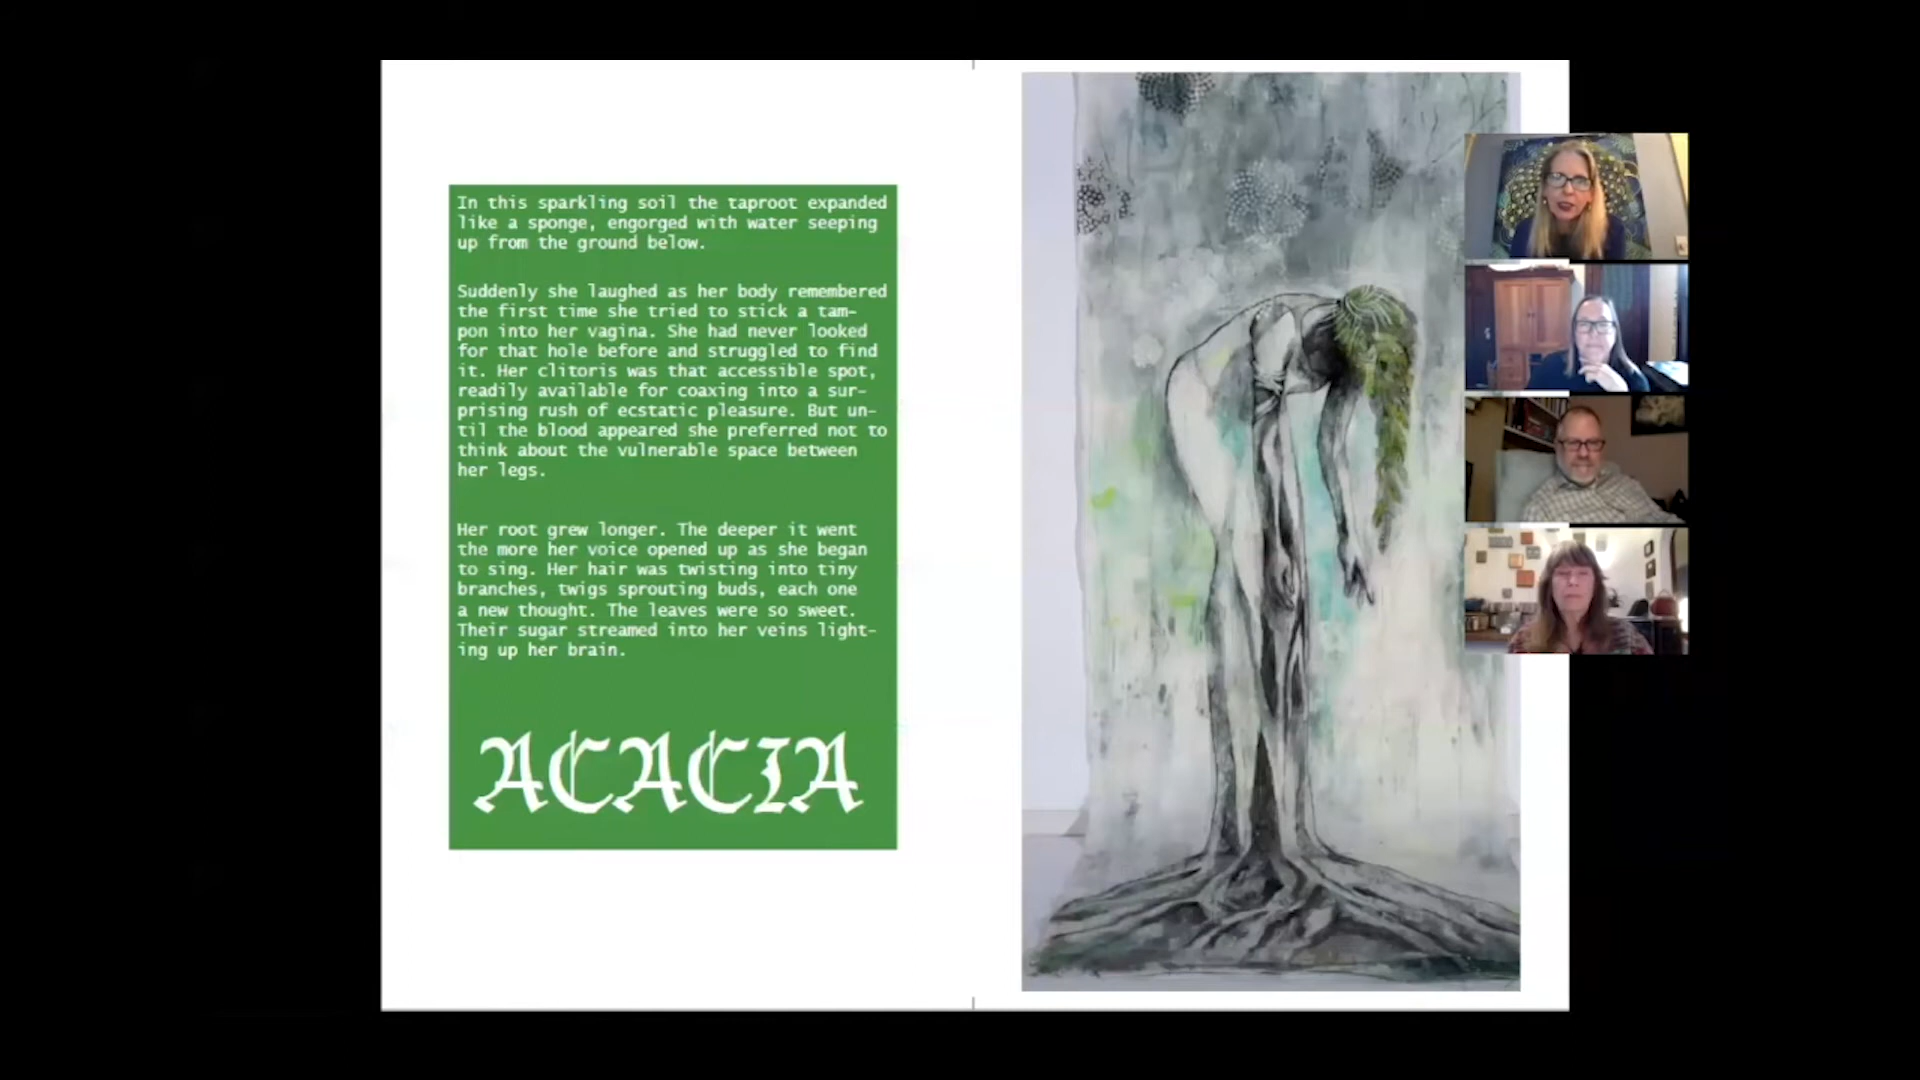 In this sparkling soil the taproot expanded
like a sponge, engorged with water seeping
up from the ground below.
Suddenly she laughed as her body remembered
the first time she tried to stick a tam-
pon into her vagina. She had never looked
for that hole before and struggled to find
it. Her clitoris was that accessible spot,
readily available for coaxing into a sur-
prising rush of ecstatic pleasure. But un-
til the blood appeared she preferred not to
think about the vulnerable space between
her legs.
Her root grew longer. The deeper it went
the more her voice opened up as she began
to sing. Her hair was twisting into tiny
branches, twigs sprouting buds, each one
a new thought. The leaves were so sweet.
Their sugar streamed into her veins light-
ing up her brain.
ACACIA